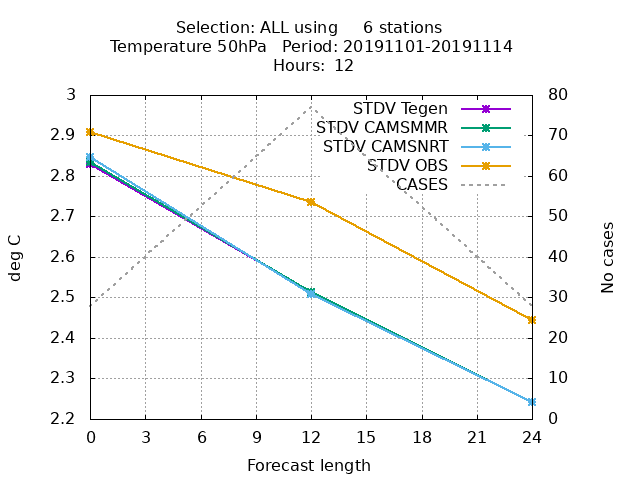 Selection: ALL using     6 stations
Temperature 50hPa   Period: 20191101-20191114
Hours: 12
3
2.9
2.8
2.7
2.6
2.5
2.4
2.3
2.2
deg C
STDV Tegen
STDV CAMSMMR
STDV CAMSNRT
STDV OBS
CASES
80
70
60
50
40
30
20
10
0
No cases
0 3 6 9 12 15 18 21 24
Forecast length